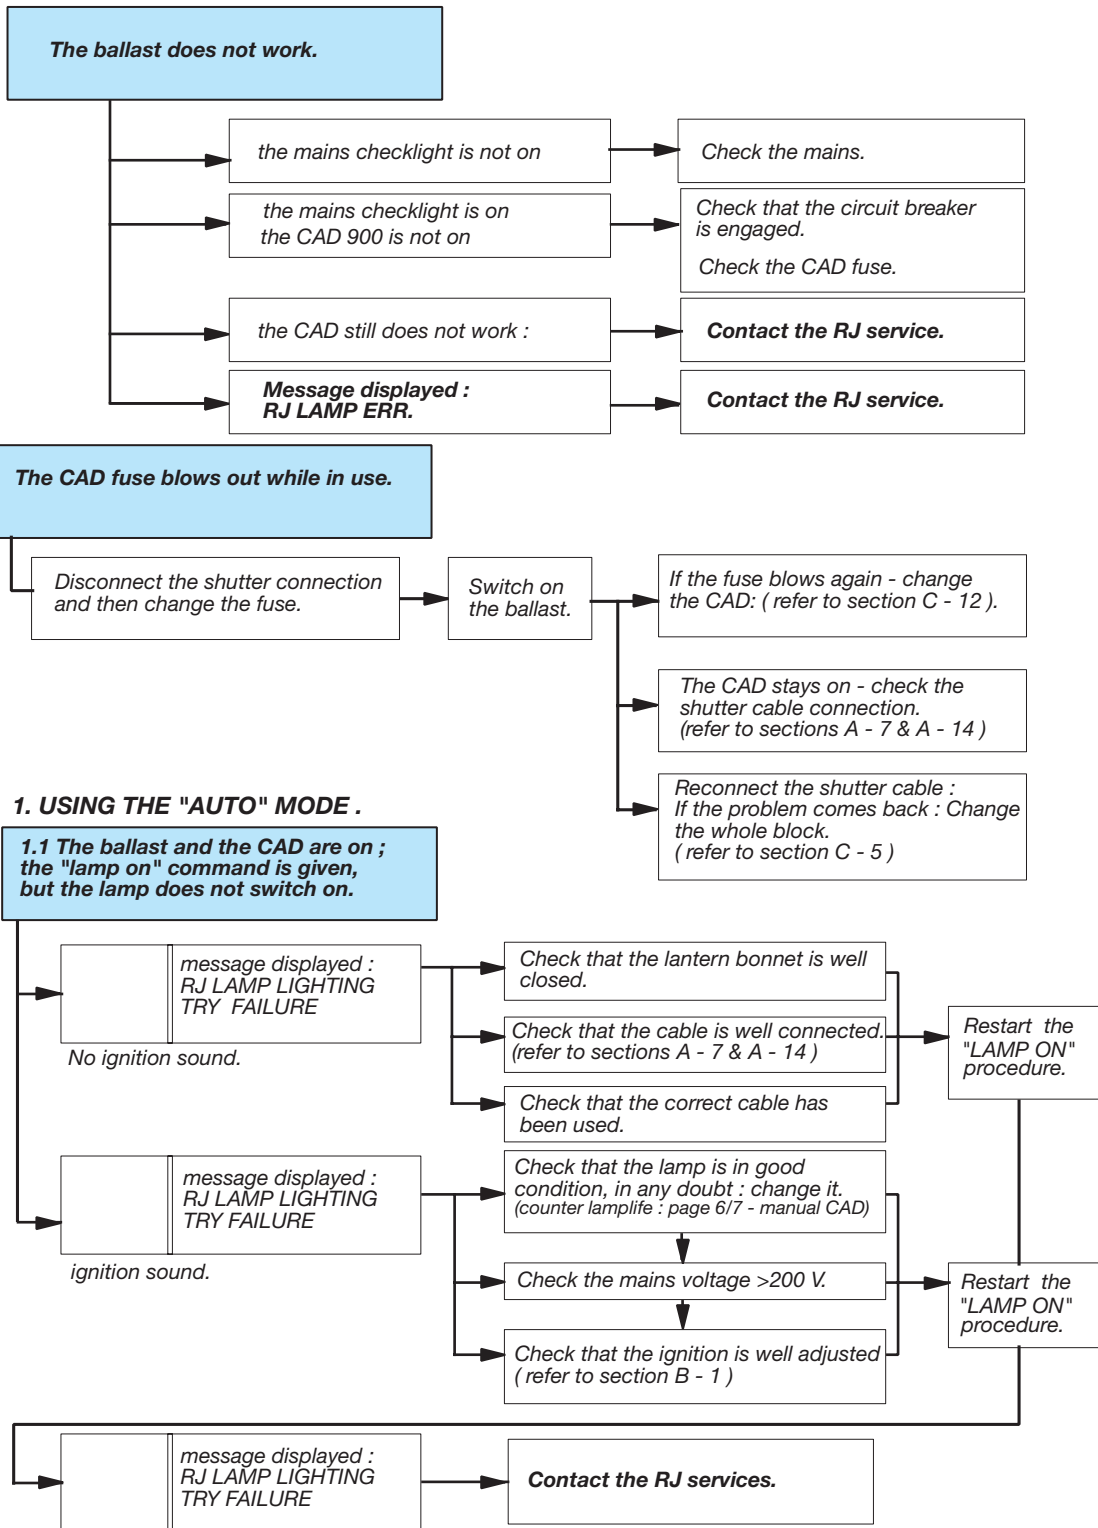 The ballast does not work.
the mains checklight is not on
Check the mains.
the mains checklight is on
the CAD 900 is not on
Check that the circuit breaker
is engaged.
Check the CAD fuse.
the CAD still does not work :
Contact the RJ service.
Message displayed :
RJ LAMP ERR.
Contact the RJ service.
The CAD fuse blows out while in use.
Disconnect the shutter connection
and then change the fuse.
Switch on
the ballast.
If the fuse blows again - change
the CAD: ( refer to section C - 12 ).
The CAD stays on - check the
shutter cable connection.
(refer to sections A - 7 & A - 14 )
Reconnect the shutter cable :
If the problem comes back : Change
the whole block.
( refer to section C - 5 )
1. USING THE "AUTO" MODE .
1.1 The ballast and the CAD are on ;
the "lamp on" command is given,
but the lamp does not switch on.
message displayed :
RJ LAMP LIGHTING
TRY FAILURE
No ignition sound.
Check that the lantern bonnet is well
closed.
Check that the cable is well connected.
(refer to sections A - 7 & A - 14 )
Check that the correct cable has
been used.
Restart the
"LAMP ON"
procedure.
message displayed :
RJ LAMP LIGHTING
TRY FAILURE
ignition sound.
Check that the lamp is in good
condition, in any doubt : change it.
(counter lamplife : page 6/7 - manual CAD)
Check the mains voltage >200 V.
Check that the ignition is well adjusted
( refer to section B - 1 )
Restart the
"LAMP ON"
procedure.
message displayed :
RJ LAMP LIGHTING
TRY FAILURE
Contact the RJ services.